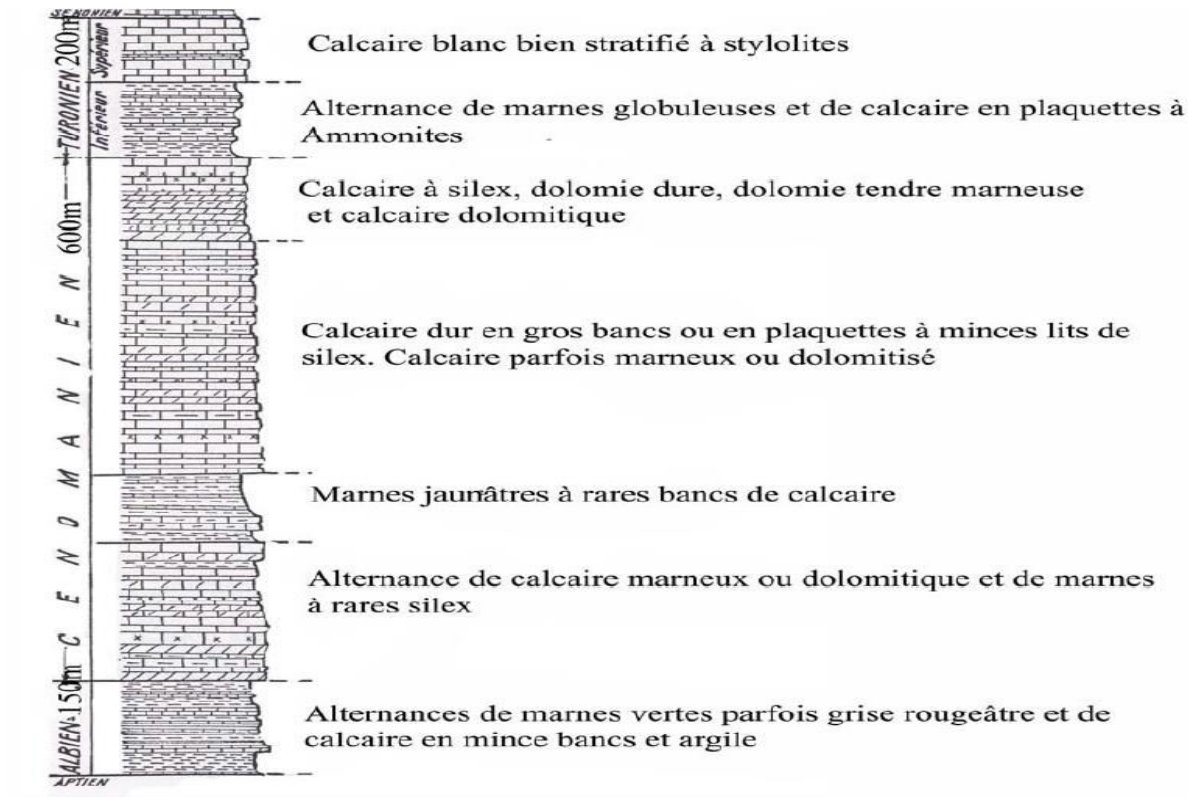 SENONIEN
TURONIEN 200m
Supérieur
Inférieur
Calcaire blanc bien stratifié à stylolites
Alternance de marnes globuleuses et de calcaire en plaquettes à
Ammonites
CENOMANIEN 600m
Calcaire à silex, dolomie dure, dolomie tendre marneuse
et calcaire dolomitique
Calcaire dur en gros bancs ou en plaquettes à minces lits de
silex. Calcaire parfois marneux ou dolomitisé
Marnes jaunâtres à rares bancs de calcaire
Alternance de calcaire marneux ou dolomitique et de marnes
à rares silex
ALBIEN 150m
Alternances de marnes vertes parfois grise rougeâtre et de
calcaire en mince bancs et argile
APTIEN